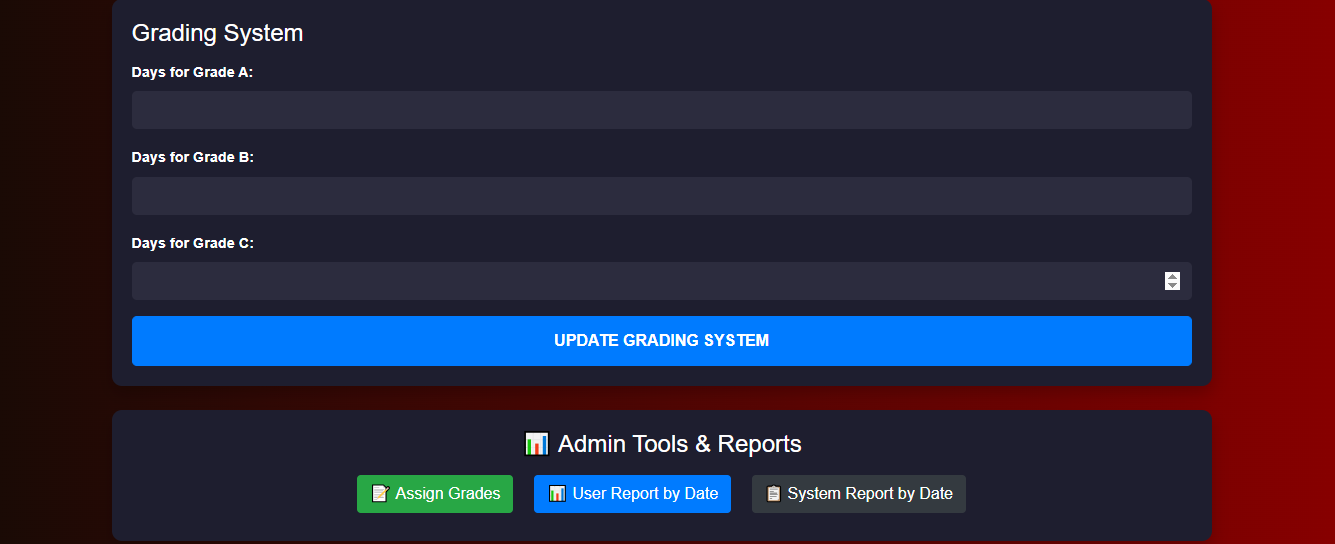 Grading System
Days for Grade A:
Days for Grade B:
Days for Grade C:
UPDATE GRADING SYSTEM
📊 Admin Tools & Reports
📝 Assign Grades
📊 User Report by Date
📋 System Report by Date